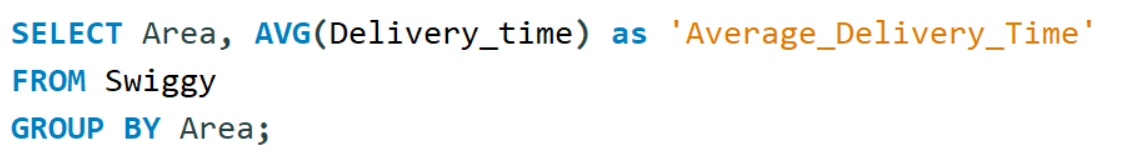 SELECT Area, AVG(Delivery_time) as 'Average_Delivery_Time'
FROM Swiggy
GROUP BY Area;